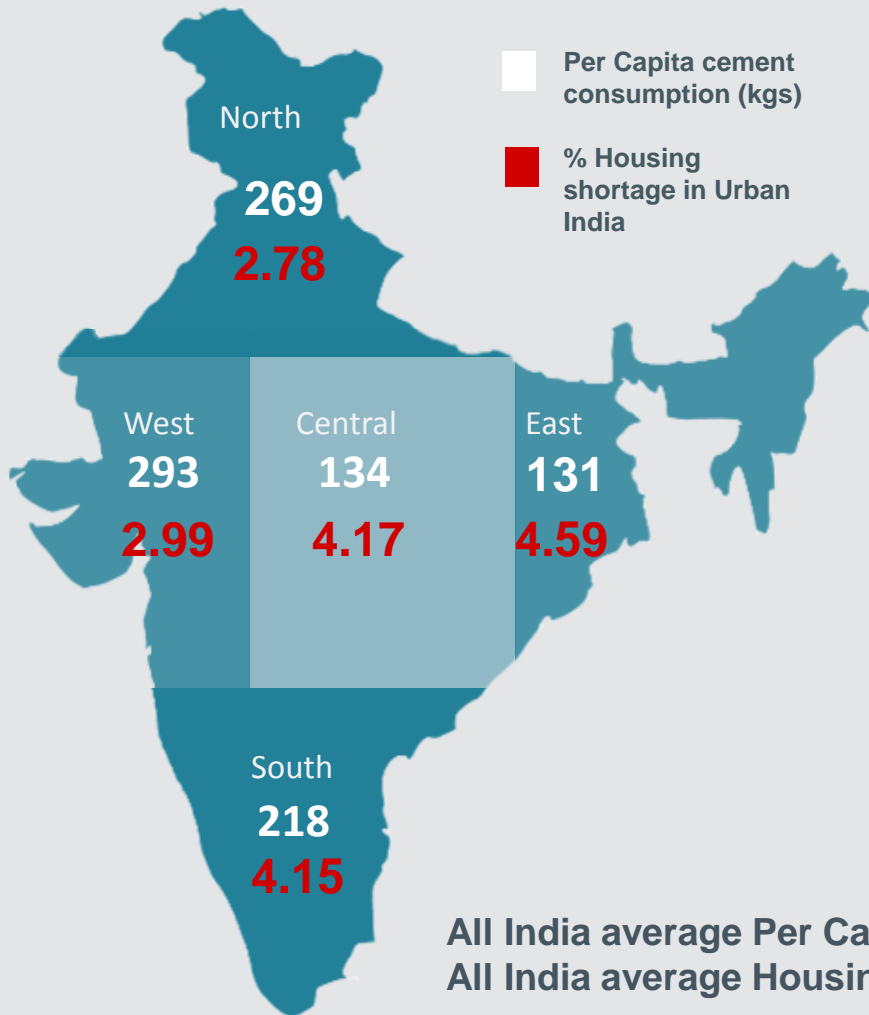 Per Capita cement
consumption (kgs)
% Housing
shortage in Urban
India
North
269
2.78
West
293
2.99
Central
134
4.17
East
131
4.59
South
218
4.15
All India average Per Ca
All India average Housin